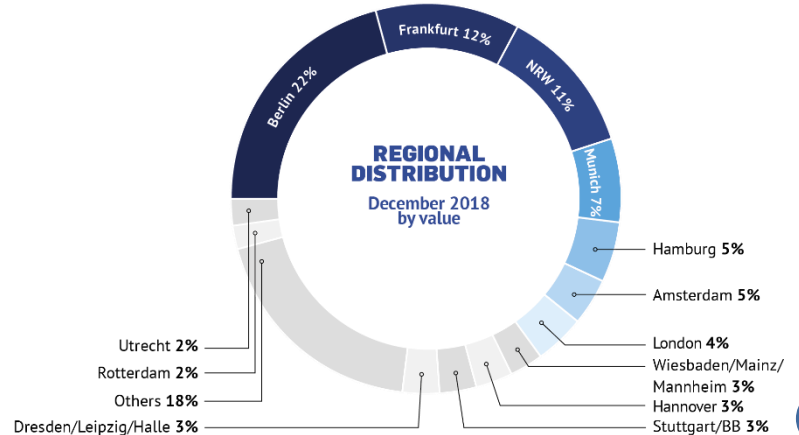 Frankfurt 12%
Berlin 22%
NRW 11%
Munich 7%
REGIONAL
DISTRIBUTION
December 2018
by value
Hamburg 5%
Amsterdam 5%
London 4%
Wiesbaden/Mainz/
Mannheim 3%
Hannover 3%
Stuttgart/BB 3%
Utrecht 2%
Rotterdam 2%
Others 18%
Dresden/Leipzig/Halle 3%